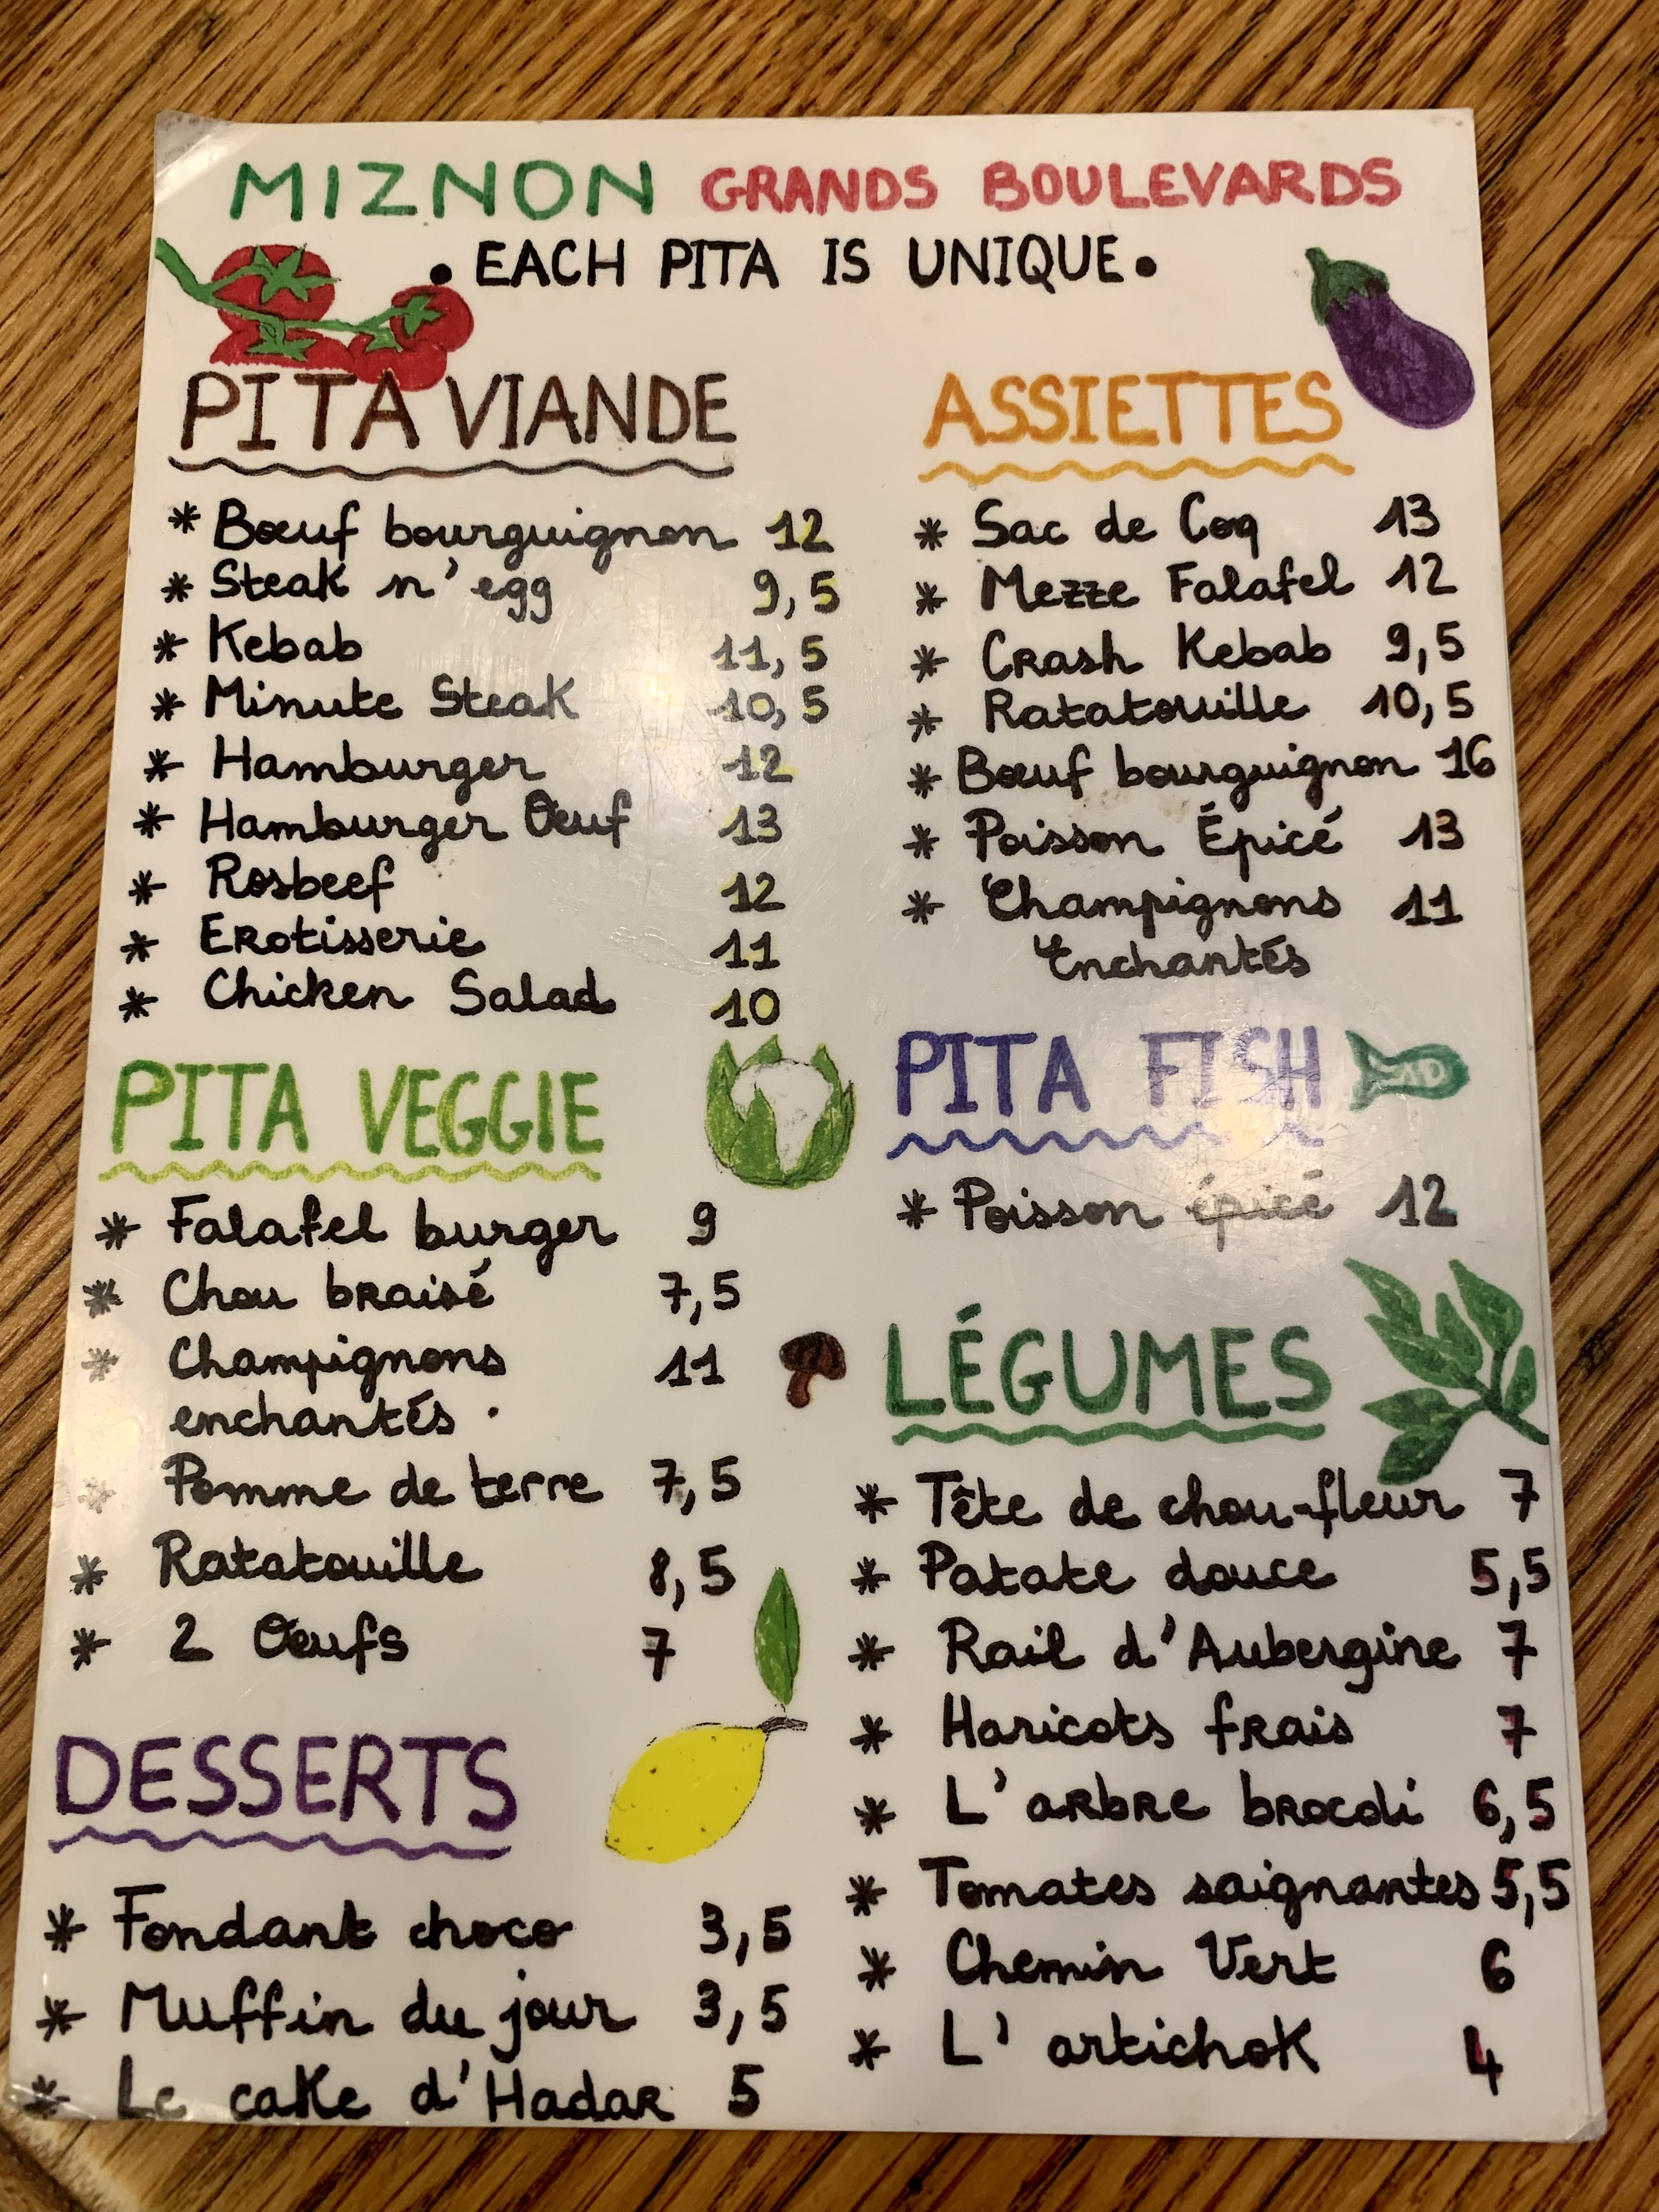 MIZNON GRANDS BOULEVARDS
• EACH PITA IS UNIQUE •
PITA VIANDE
* Bœuf bourguignon 12
* Steak n'egg 9,5
* Kebab 11,5
* Minute Steak 10,5
* Hamburger 12
* Hamburger Œuf 13
* Rosbeef 12
* Erotisserie 11
* Chicken Salad 10
PITA VEGGIE
* Falafel burger 9
* Chou braisé 7,5
* Champignons 11
enchantés .
* Pomme de terre 7,5
* Ratatouille 8,5
* 2 Œufs 7
DESSERTS
* Fondant choco 3,5
* Muffin du jour 3,5
* Le cake d'Hadar 5
ASSIETTES
* Sac de Coq 13
* Mezze Falafel 12
* Crash Kebab 9,5
* Ratatouille 10,5
* Bœuf bourguignon 16
* Poisson Épicé 13
* Champignons 11
Enchantés
PITA FISH
* Poisson épicé 12
LÉGUMES
* Tête de chou-fleur 7
* Patate douce 5,5
* Rail d'Aubergine 7
* Haricots frais 7
* L'arbre brocoli 6,5
* Tomates saignantes 5,5
* Chemin Vert 6
* L'artichok 4